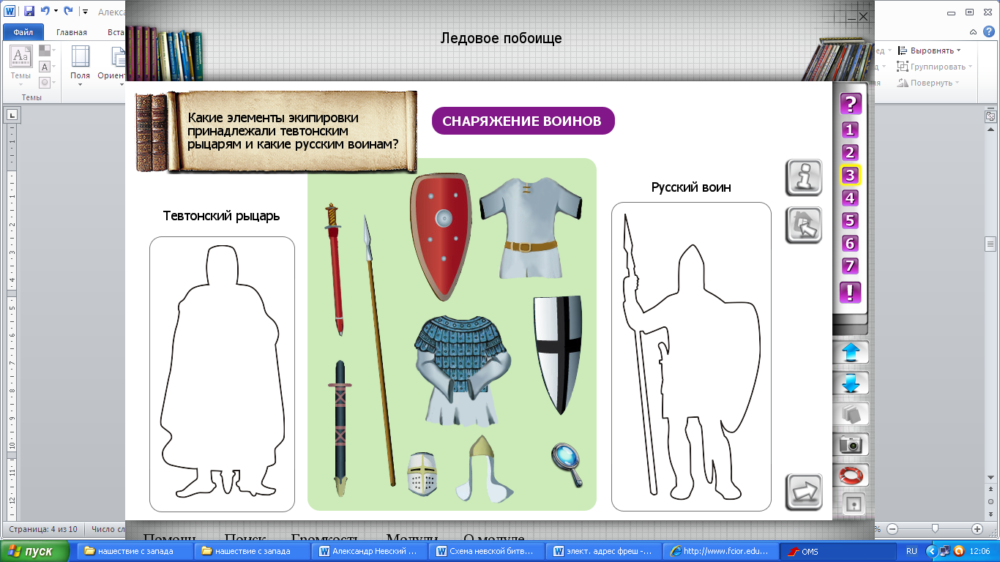 Алекса
Файл
Главная
Вста
Темы
Поля
Ориент
Темы
Выровнять
Группировать
Повернуть
Ледовое побоище
Какие элементы экипировки
принадлежали тевтонским
рыцарям и какие русским воинам?
СНАРЯЖЕНИЕ ВОИНОВ
Тевтонский рыцарь
Русский воин
?
1
2
3
4
5
6
7
!
Страница: 4 из 10
Число сл
Помощь Поиск Громкость Модули О модуле
пуск
нашествие с запада
нашествие с запада
Александр Невский ...
Схема невской битв...
элект. адрес фреш -...
http://www.fcior.edu...
OMS
RU
12:06